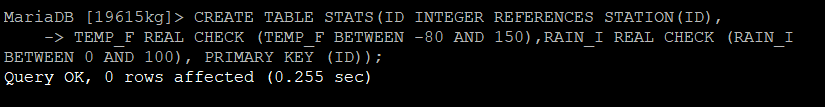 MariaDB [19615kg]> CREATE TABLE STATS(ID INTEGER REFERENCES STATION(ID),
    -> TEMP_F REAL CHECK (TEMP_F BETWEEN -80 AND 150),RAIN_I REAL CHECK (RAIN_I
BETWEEN 0 AND 100), PRIMARY KEY (ID));
Query OK, 0 rows affected (0.255 sec)